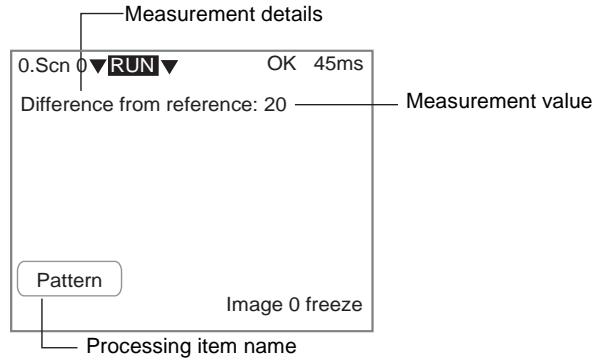 Measurement details
0.Scn 0▼RUN▼ OK 45ms
Difference from reference: 20
Measurement value
Pattern
Image 0 freeze
Processing item name